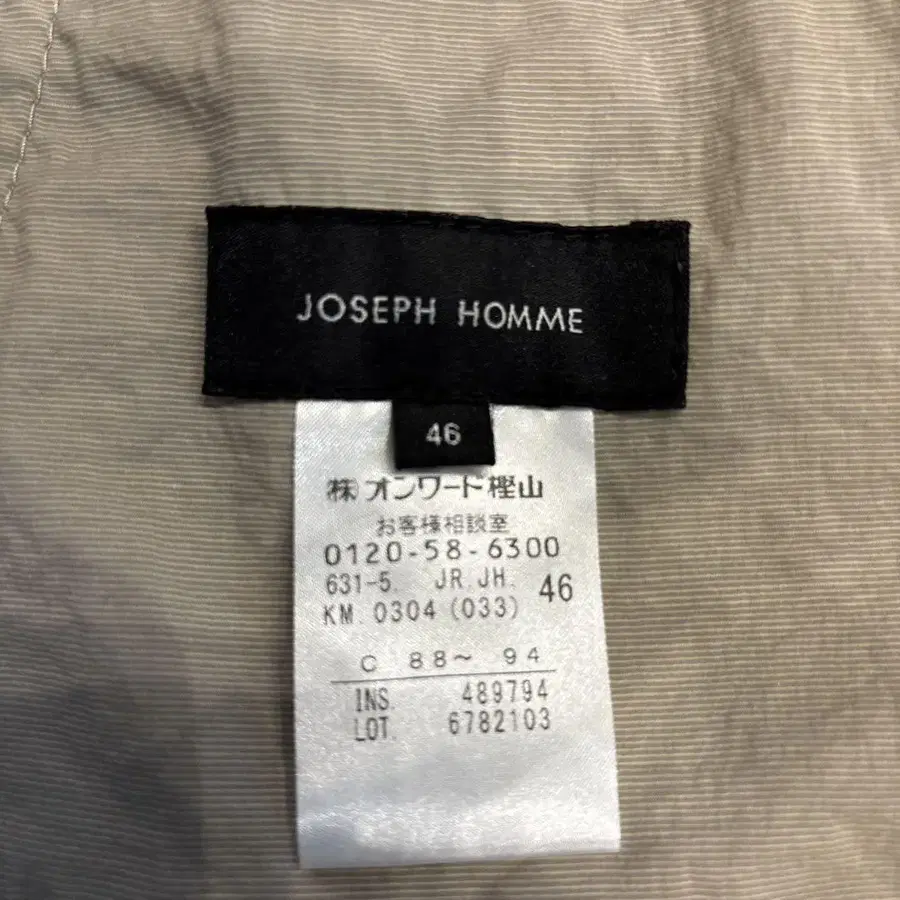 JOSEPH HOMME
46
㈱オンワード樫山
お客様相談室
0120-58-6300
631-5. JR.JH. 46
KM. 0304 (033)
C 88〜 94
INS. 489794
LOT. 6782103